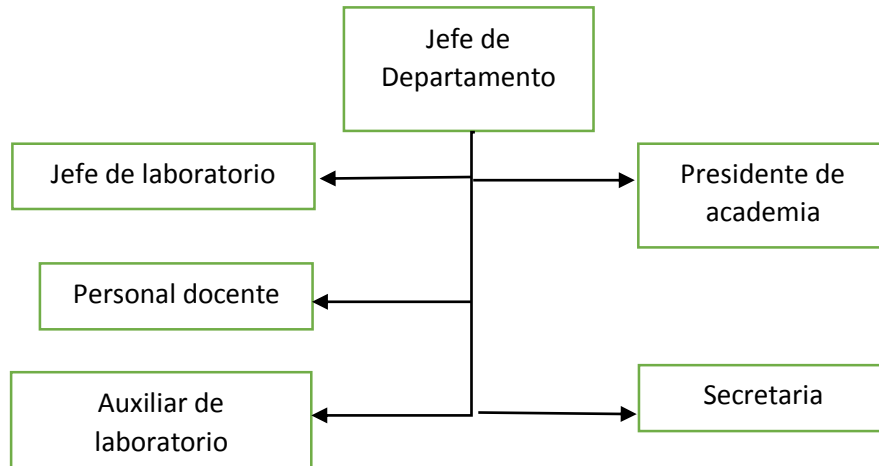 Jefe de
Departamento
Jefe de laboratorio
Presidente de
academia
Personal docente
Auxiliar de
laboratorio
Secretaria